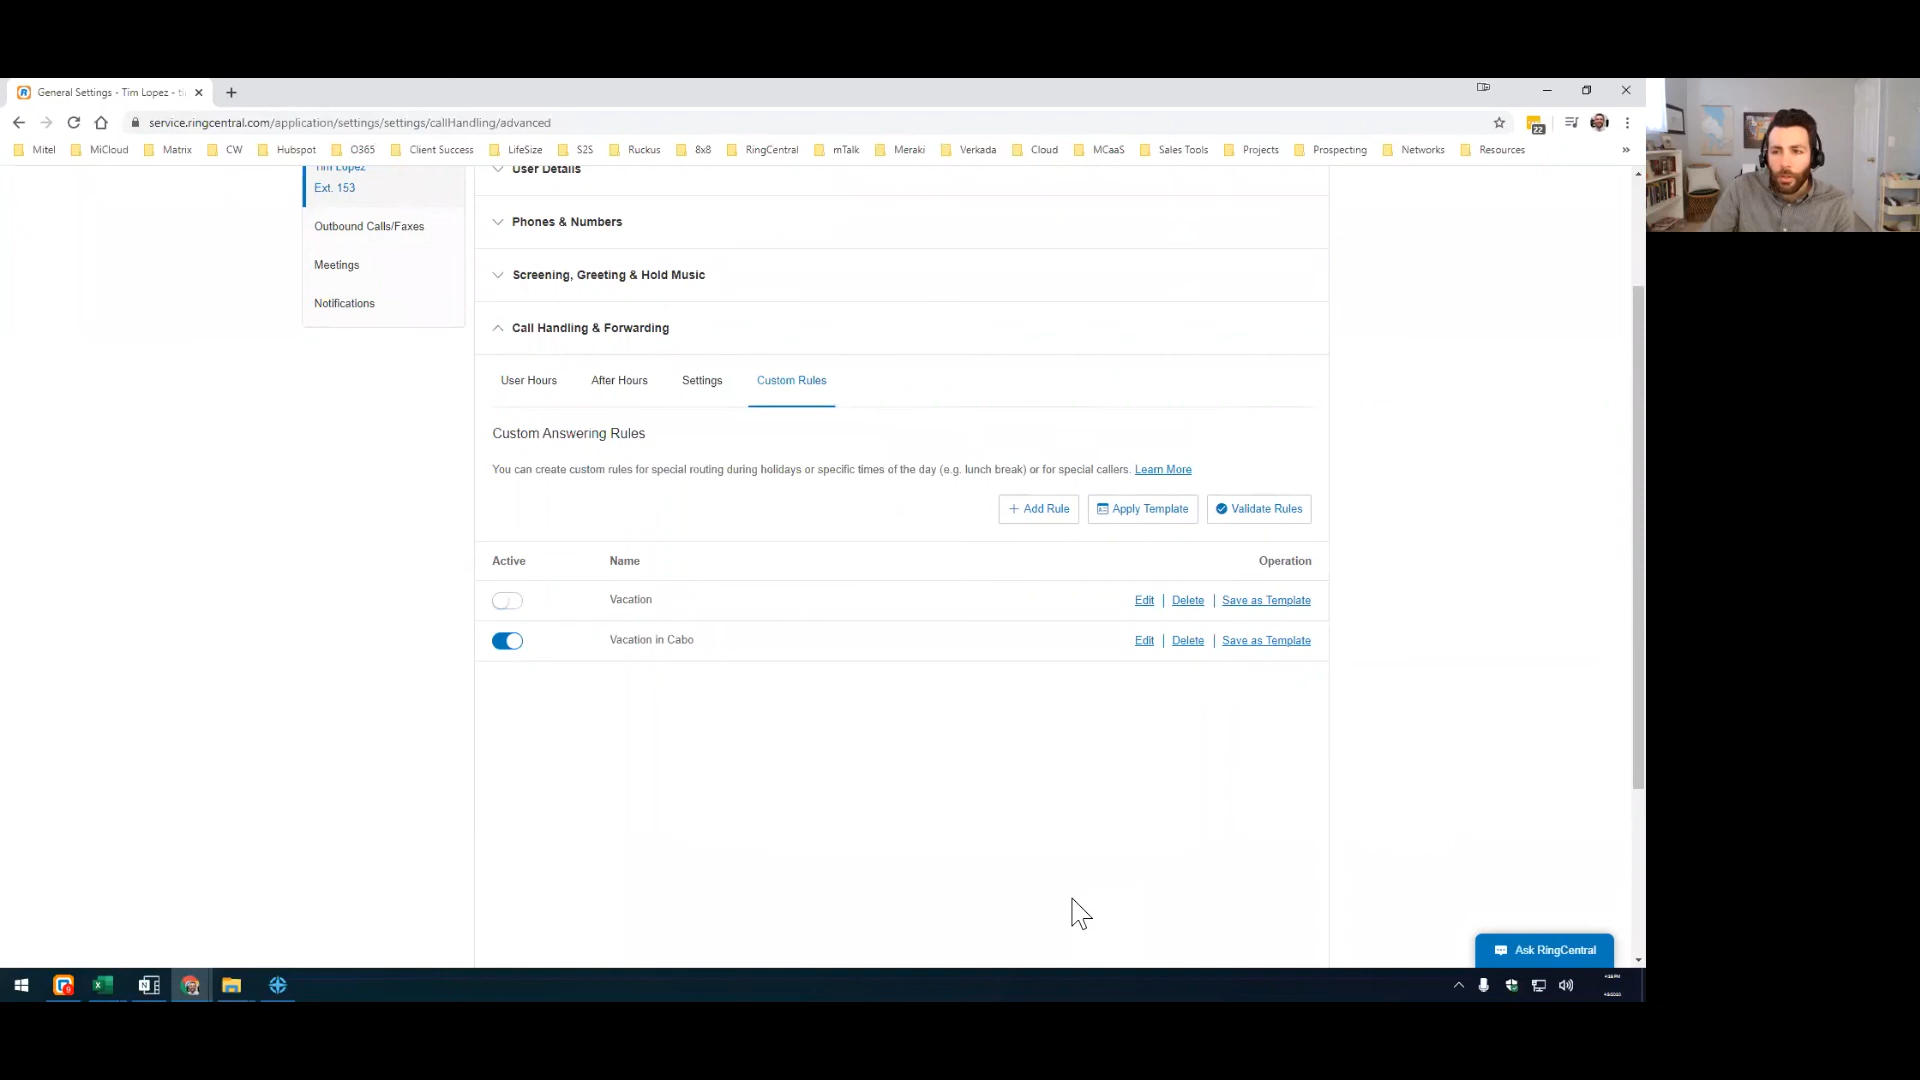 General Settings - Tim Lopez - ti
service.ringcentral.com/application/settings/settings/callHandling/advanced
22
Mitel MiCloud Matrix CW Hubspot O365 Client Success LifeSize S2S Ruckus 8x8 RingCentral mTalk Meraki Verkada Cloud MCaaS Sales Tools Projects Prospecting Networks Resources »
Tim Lopez
Ext. 153
Outbound Calls/Faxes
Meetings
Notifications
User Details
Phones & Numbers
Screening, Greeting & Hold Music
Call Handling & Forwarding
User Hours After Hours Settings Custom Rules
Custom Answering Rules
You can create custom rules for special routing during holidays or specific times of the day (e.g. lunch break) or for special callers. Learn More
+ Add Rule Apply Template Validate Rules
Active Name Operation
Vacation Edit | Delete | Save as Template
Vacation in Cabo Edit | Delete | Save as Template
Ask RingCentral